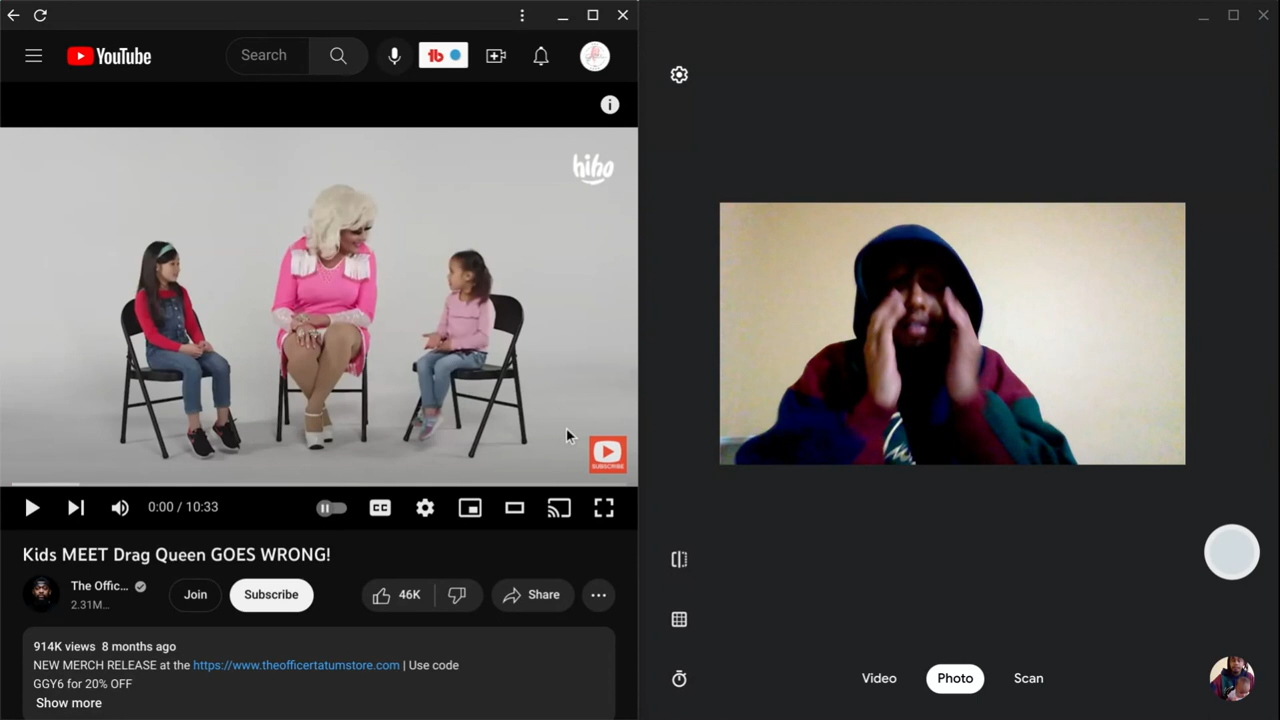 YouTube
Search
tb
hiho
SUBSCRIBE
0:00 / 10:33
CC
Kids MEET Drag Queen GOES WRONG!
The Offic...
2.31M...
Join
Subscribe
46K
Share
914K views 8 months ago
NEW MERCH RELEASE at the https://www.theofficertatumstore.com | Use code
GGY6 for 20% OFF
Show more
Video
Photo
Scan